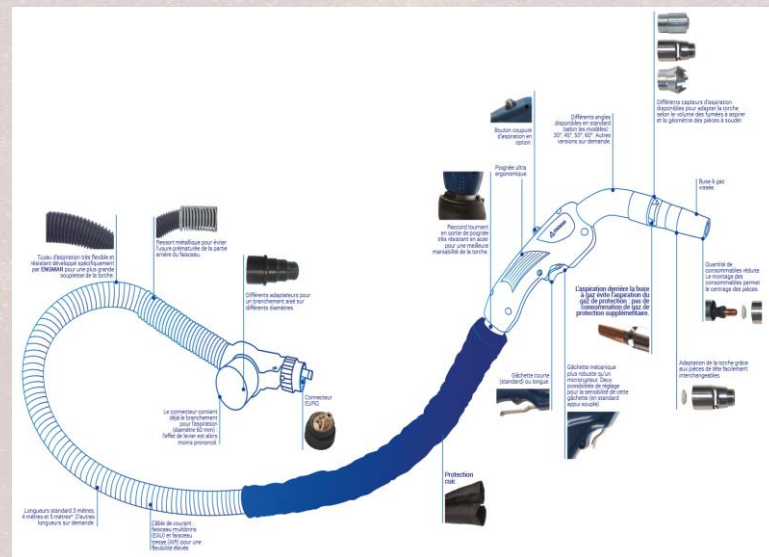 Différents capteurs d'aspiration
disponibles pour adapter la torche
selon le volume des fumées à aspirer
et la géométrie des pièces à souder.
Bouton coupure
d'aspiration en
option.
Différents angles
disponibles en standard
(selon les modèles) :
30°, 45°, 50°, 60°. Autres
versions sur demande.
Poignée ultra
ergonomique.
Buse à gaz
vissée.
Raccord tournant
en sortie de poignée
très résistant en acier
pour une meilleure
maniabilité de la torche.
ENGMAR
Tuyau d'aspiration très flexible et
résistant développé spécifiquement
par ENGMAR pour une plus grande
souplesse de la torche.
Ressort métallique pour éviter
l'usure prématurée de la partie
arrière du faisceau.
Différents adaptateurs pour
un branchement aisé sur
différents diamètres.
Quantité de
consommables réduite.
Le montage des
consommables permet
le centrage des pièces.
L'aspiration derrière la buse
à gaz évite l'aspiration du
gaz de protection : pas de
consommation de gaz de
protection supplémentaire.
Adaptation de la torche grâce
aux pièces de tête facilement
interchangeables.
Gâchette courte
(standard) ou longue.
Gâchette mécanique
plus robuste qu'un
microrupteur. Deux
possibilités de réglage
pour la sensibilité de cette
gâchette (en standard
appui souple).
Connecteur
EURO.
Le connecteur contient
déjà le branchement
pour l'aspiration
(diamètre 60 mm) :
l'effet de levier est alors
moins prononcé.
Protection
cuir.
Longueurs standard 3 mètres,
4 mètres et 5 mètres*. D'autres
longueurs sur demande.
Câble de courant
faisceau multibrins
(EAU) et faisceau
tressé (AIR) pour une
flexibilité élevée.